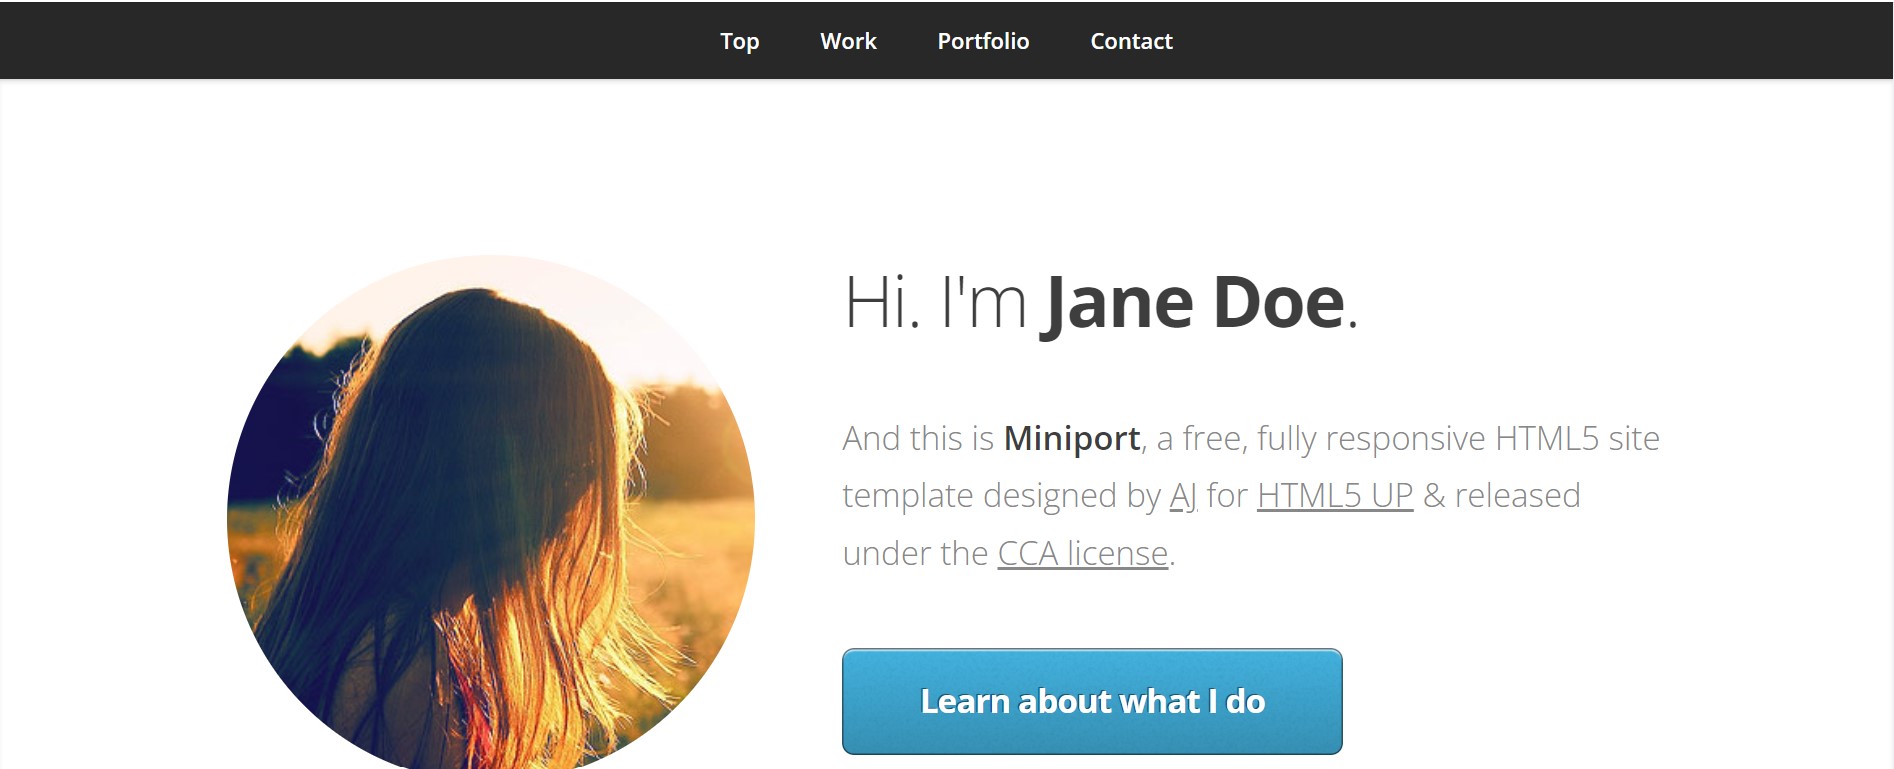 Top Work Portfolio Contact
Hi. I'm Jane Doe.
And this is Miniport, a free, fully responsive HTML5 site
template designed by AJ for HTML5 UP & released
under the CCA license.
Learn about what I do